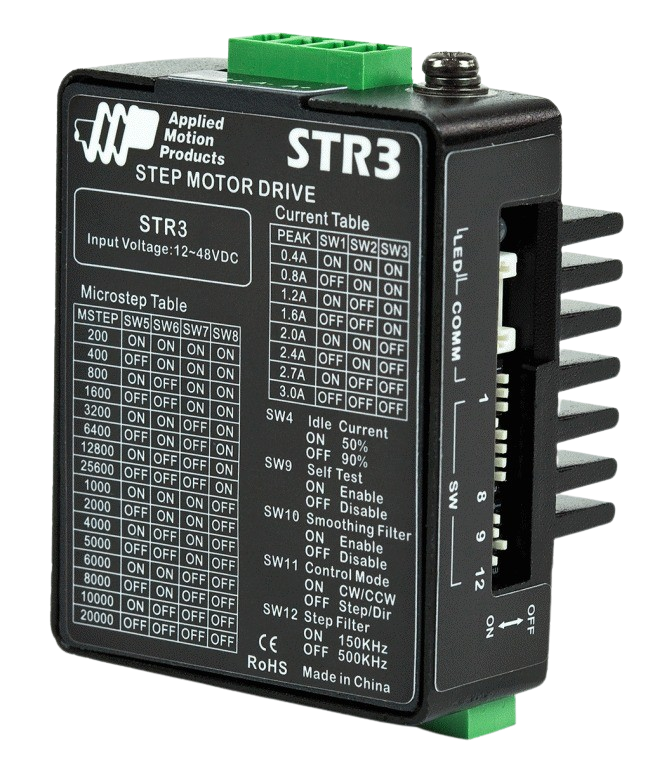 Applied
Motion
Products
STR3
STEP MOTOR DRIVE
STR3
Input Voltage:12~48VDC
Microstep Table
MSTEP SW5 SW6 SW7 SW8
200 ON ON ON ON
400 OFF ON ON ON
800 ON OFF ON ON
1600 OFF OFF ON ON
3200 ON ON OFF ON
6400 OFF ON OFF ON
12800 ON OFF OFF ON
25600 OFF OFF OFF ON
1000 ON ON ON OFF
2000 OFF ON ON OFF
4000 ON OFF ON OFF
5000 OFF OFF ON OFF
6000 ON ON OFF OFF
8000 OFF ON OFF OFF
10000 ON OFF OFF OFF
20000 OFF OFF OFF OFF
Current Table
PEAK SW1 SW2 SW3
0.4A ON ON ON
0.8A OFF ON ON
1.2A ON OFF ON
1.6A OFF OFF ON
2.0A ON ON OFF
2.4A OFF ON OFF
2.7A ON OFF OFF
3.0A OFF OFF OFF
SW4 Idle Current
ON 50%
OFF 90%
SW9 Self Test
ON Enable
OFF Disable
SW10 Smoothing Filter
ON Enable
OFF Disable
SW11 Control Mode
ON CW/CCW
OFF Step/Dir
SW12 Step Filter
ON 150KHz
OFF 500KHz
CE
RoHS Made in China
LED
COMM
SW
1
8
9
12
ON
OFF